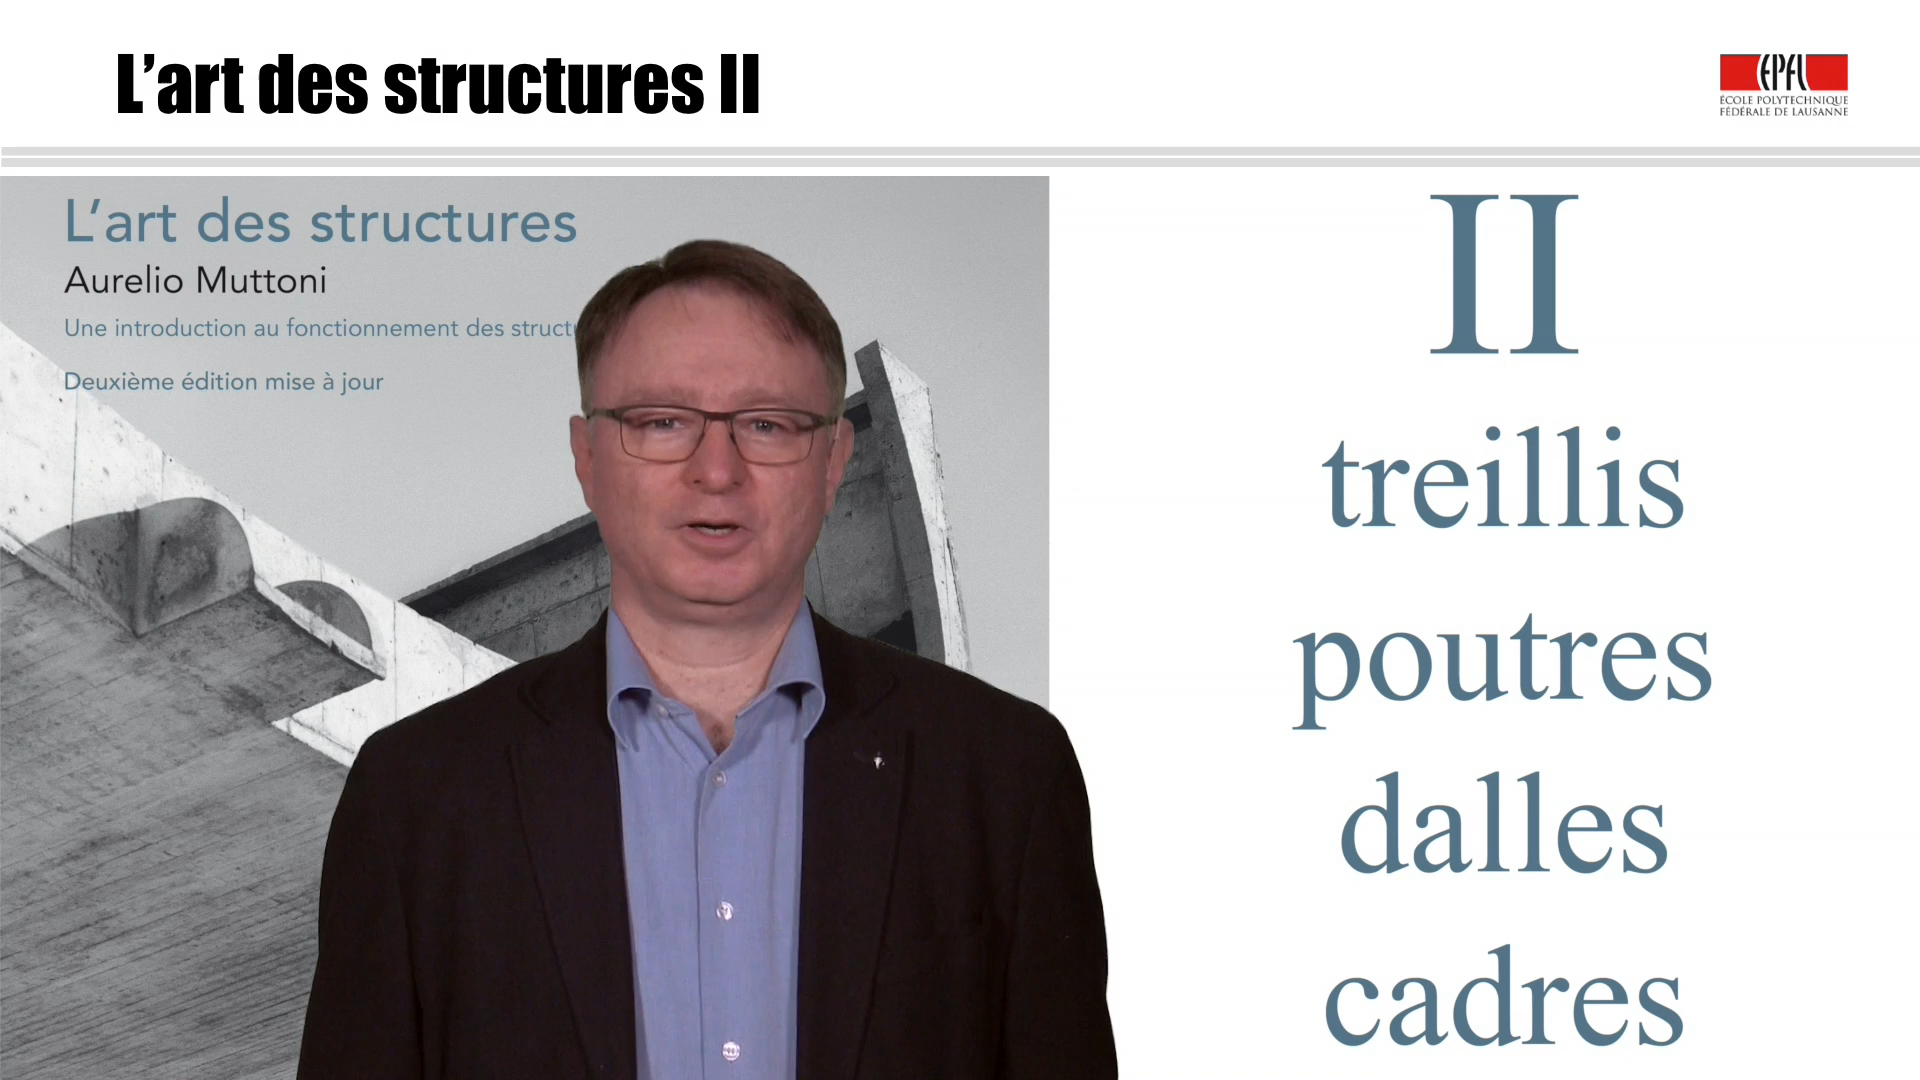 L'art des structures II
EPFL
ÉCOLE POLYTECHNIQUE
FÉDÉRALE DE LAUSANNE
L'art des structures
Aurelio Muttoni
Une introduction au fonctionnement des
Deuxième édition mise à jour
II
treillis
poutres
dalles
cadres